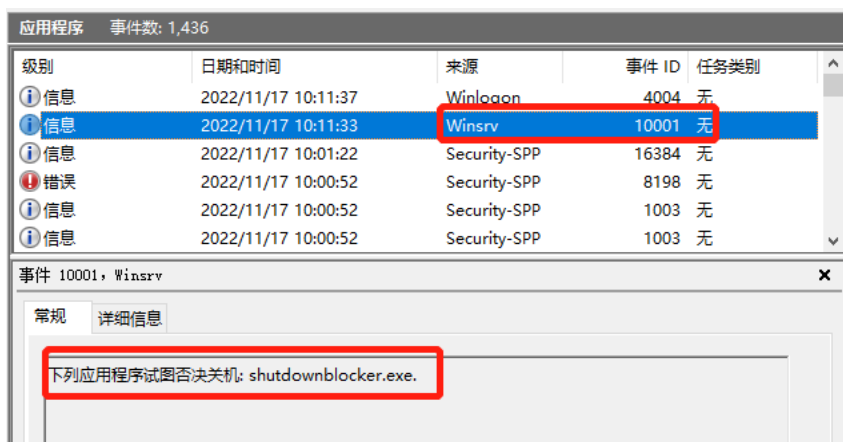 应用程序 事件数: 1,436
级别 日期和时间 来源 事件 ID 任务类别
信息 2022/11/17 10:11:37 Winlogon 4004 无
信息 2022/11/17 10:11:33 Winsrv 10001 无
信息 2022/11/17 10:01:22 Security-SPP 16384 无
错误 2022/11/17 10:00:52 Security-SPP 8198 无
信息 2022/11/17 10:00:52 Security-SPP 1003 无
信息 2022/11/17 10:00:52 Security-SPP 1003 无
事件 10001，Winsrv
常规 详细信息
下列应用程序试图否决关机: shutdownblocker.exe.